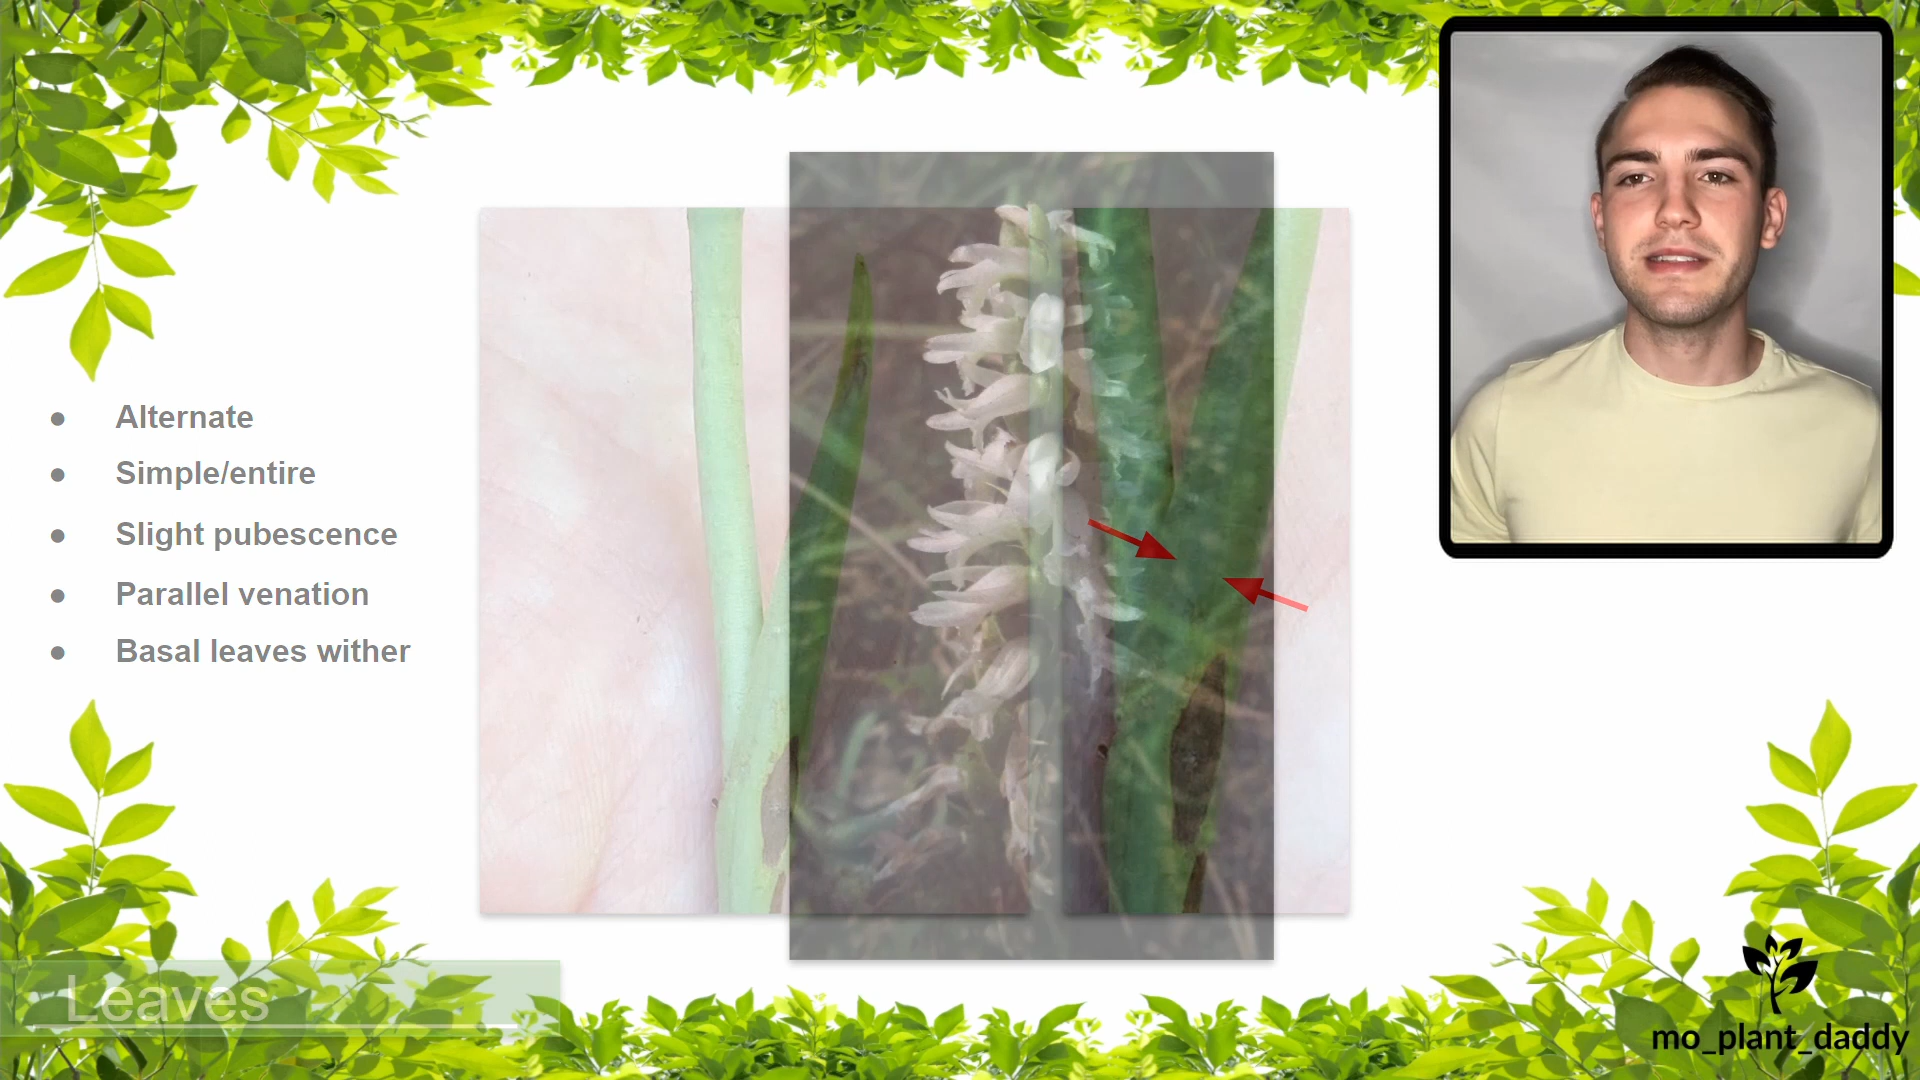 Alternate
Simple/entire
Slight pubescence
Parallel venation
Basal leaves wither
Leaves
mo_plant_daddy